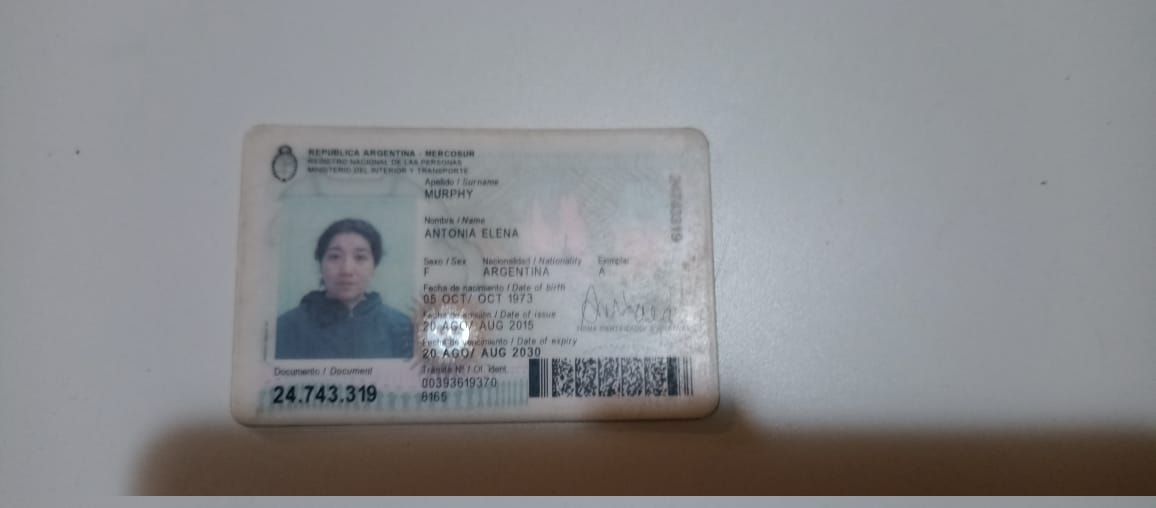 REPUBLICA ARGENTINA - MERCOSUR
REGISTRO NACIONAL DE LAS PERSONAS
MINISTERIO DEL INTERIOR Y TRANSPORTE
Apellido / Surname
MURPHY
Nombre / Name
ANTONIA ELENA
Sexo / Sex Nacionalidad / Nationality Ejemplar
F ARGENTINA A
Fecha de nacimiento / Date of birth
05 OCT/ OCT 1973
Fecha de emisión / Date of issue
20 AGO/ AUG 2015
Fecha de vencimiento / Date of expiry
20 AGO/ AUG 2030
Documento / Document
24.743.319
Trámite Nº / Of. Ident.
00393619370
8165